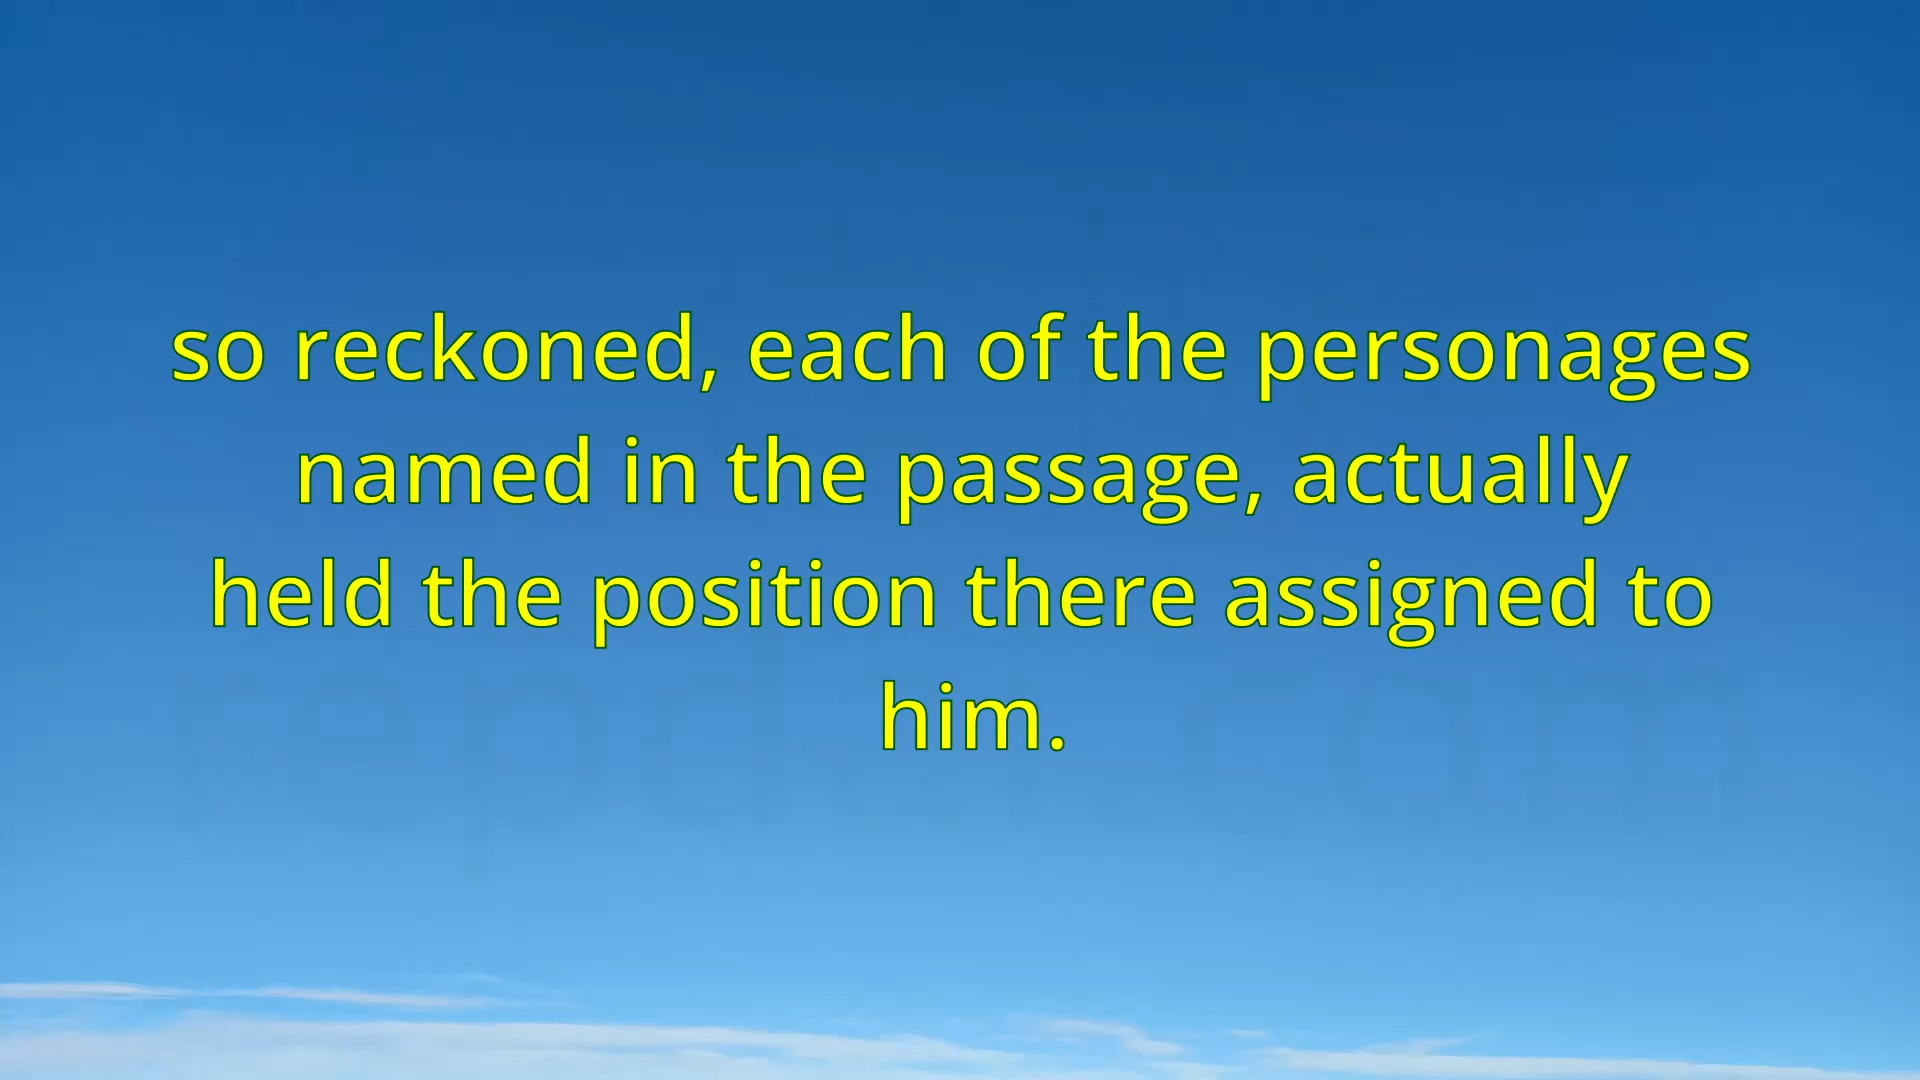 so reckoned, each of the personages
named in the passage, actually
held the position there assigned to
him.